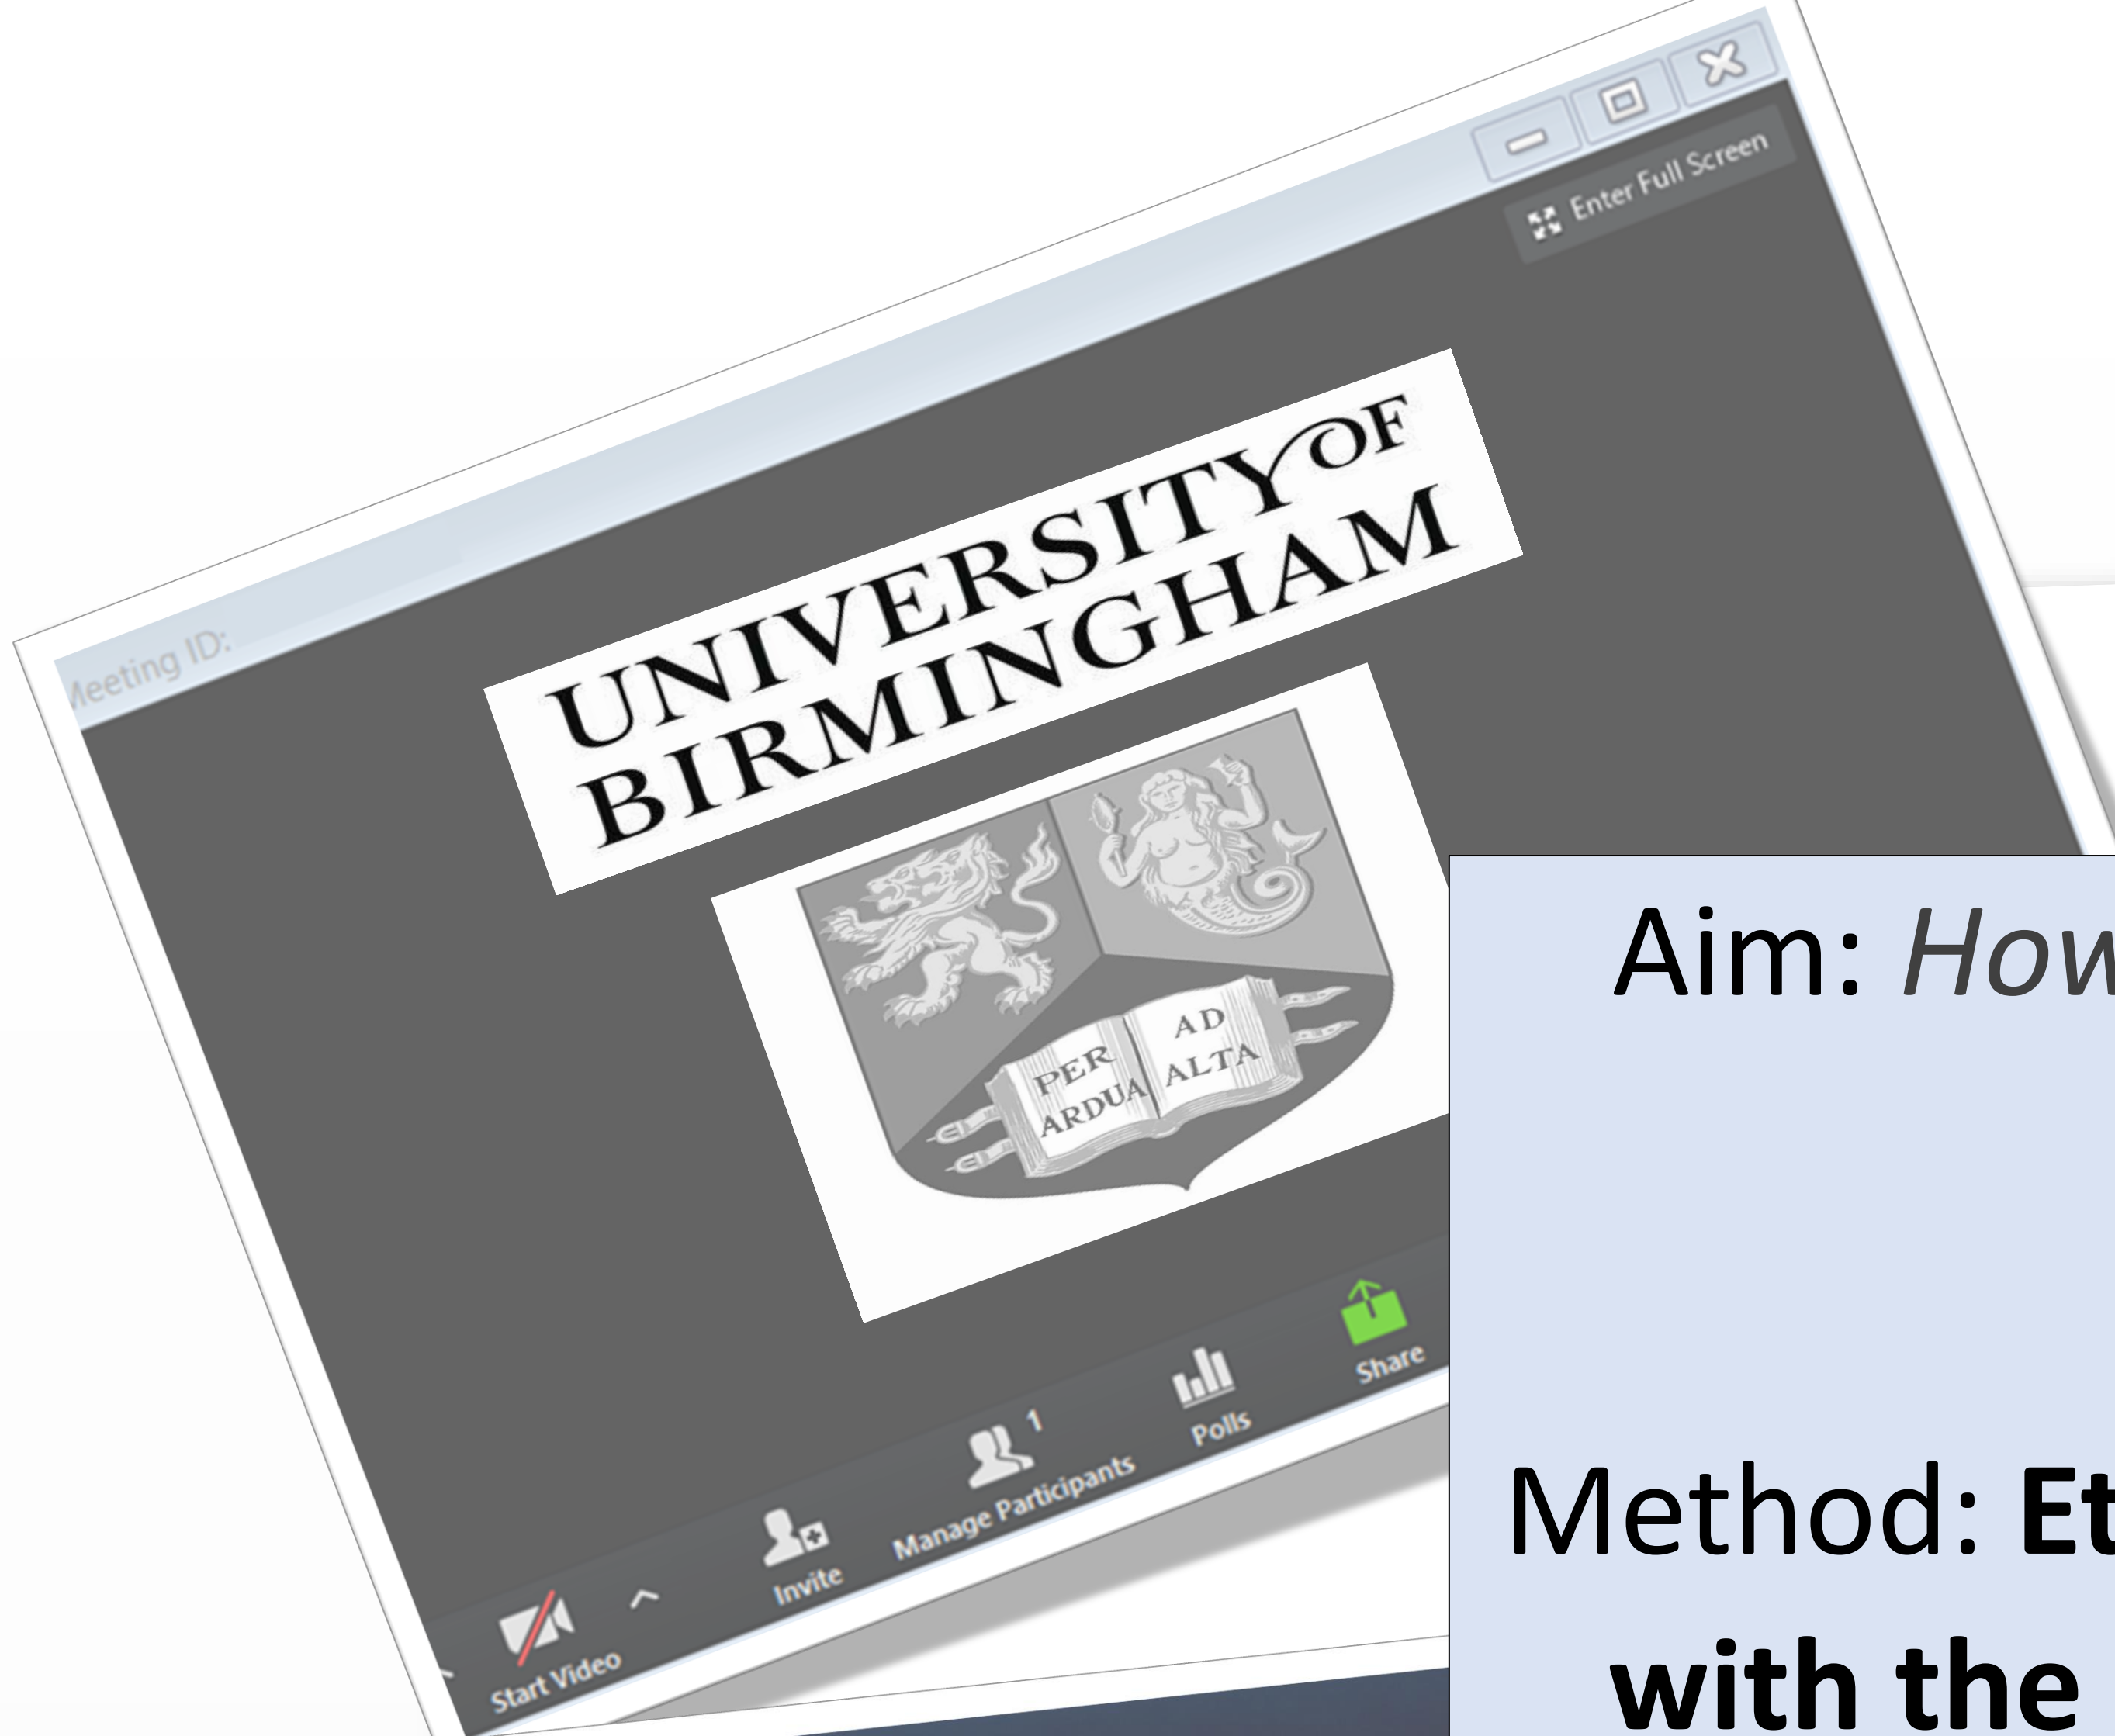 Enter Full Screen
Meeting ID:
UNIVERSITY OF
BIRMINGHAM
PER
ARDUA
AD
ALTA
Start Video
Invite
1
Manage Participants
Polls
Share
Aim: How
Method: Et
with the